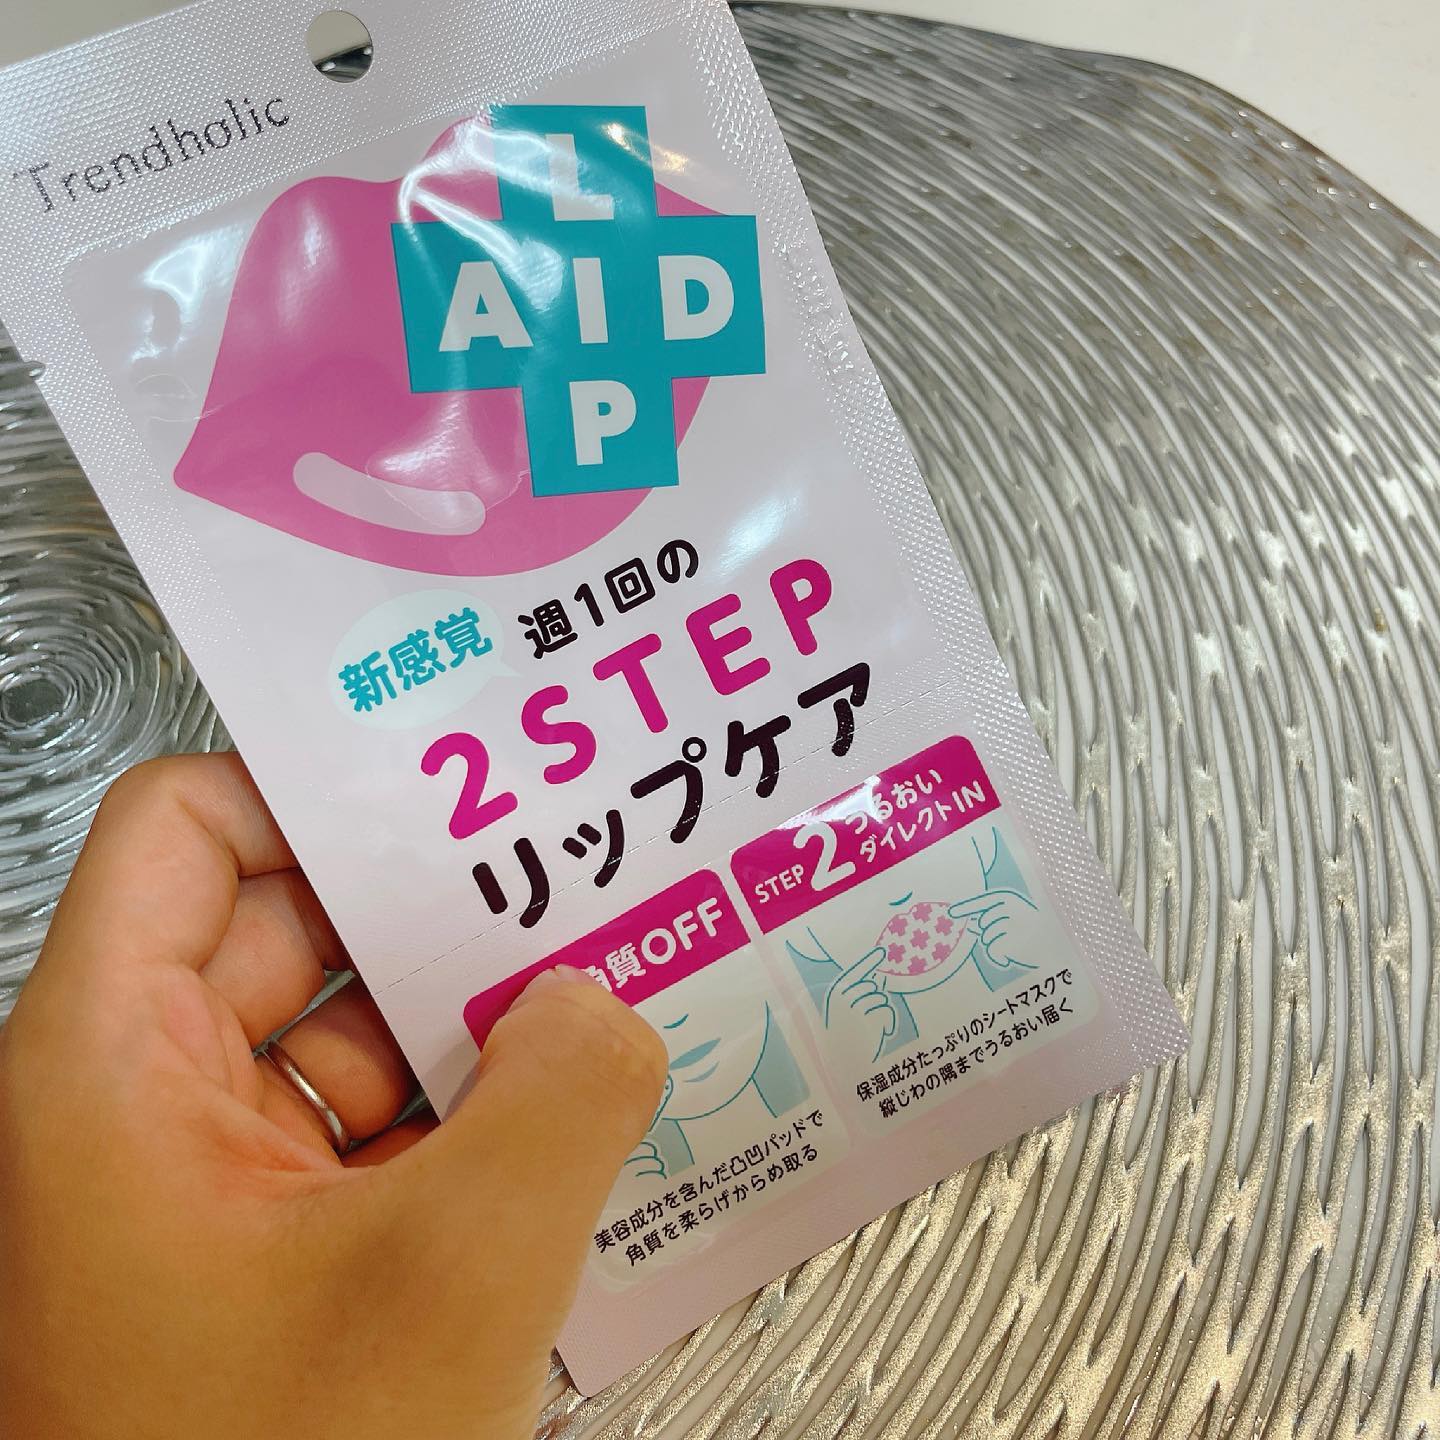 Trendholic
L
AID
P
新感覚
週1回の
2STEP
リップケア
角質OFF
美容成分を含んだ凸凹パッドで
角質を柔らげからめ取る
STEP 2 うるおい
ダイレクトIN
保湿成分たっぷりのシートマスクで
縦じわの隅までうるおい届く